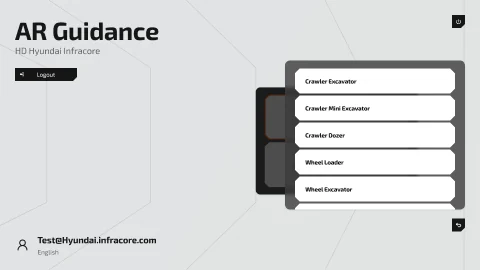 AR Guidance
HD Hyundai Infracore
Logout
Crawler Excavator
Crawler Mini Excavator
Crawler Dozer
Wheel Loader
Wheel Excavator
Test@Hyundai.infracore.com
English